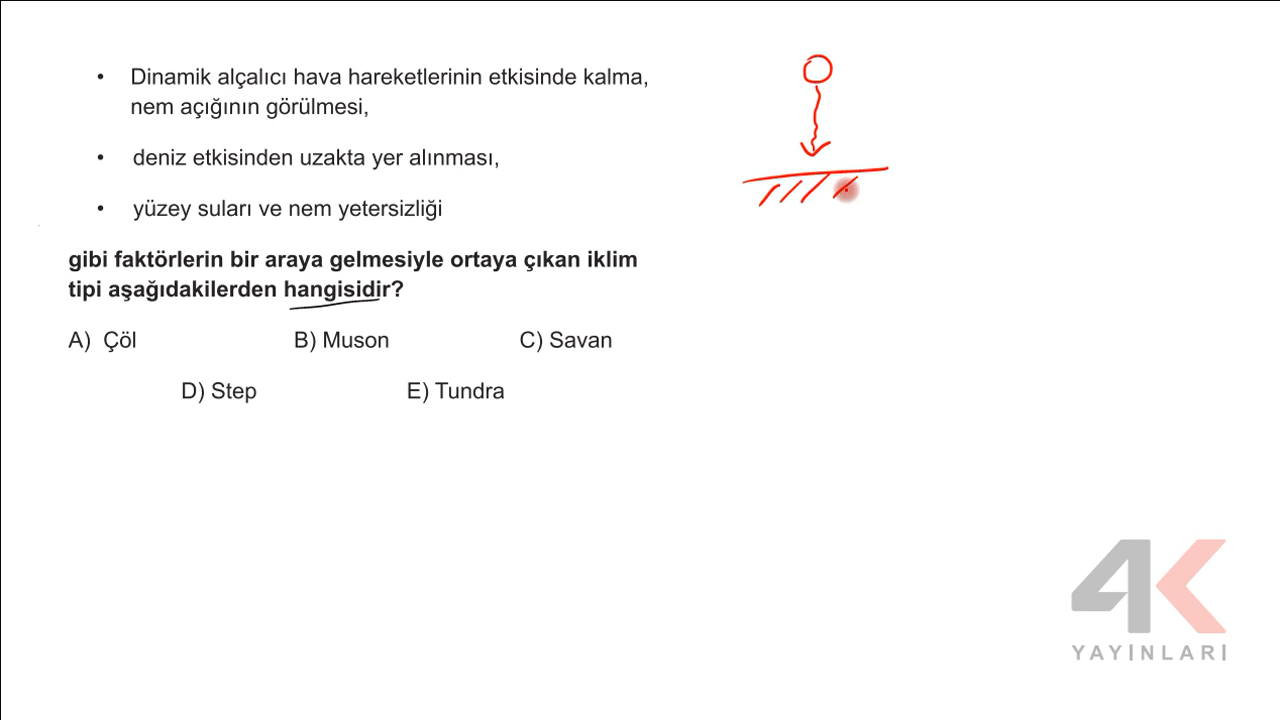 • Dinamik alçalıcı hava hareketlerinin etkisinde kalma,
nem açığının görülmesi,
• deniz etkisinden uzakta yer alınması,
• yüzey suları ve nem yetersizliği
gibi faktörlerin bir araya gelmesiyle ortaya çıkan iklim
tipi aşağıdakilerden hangisidir?
A) Çöl B) Muson C) Savan
D) Step E) Tundra
4K
YAYINLARI